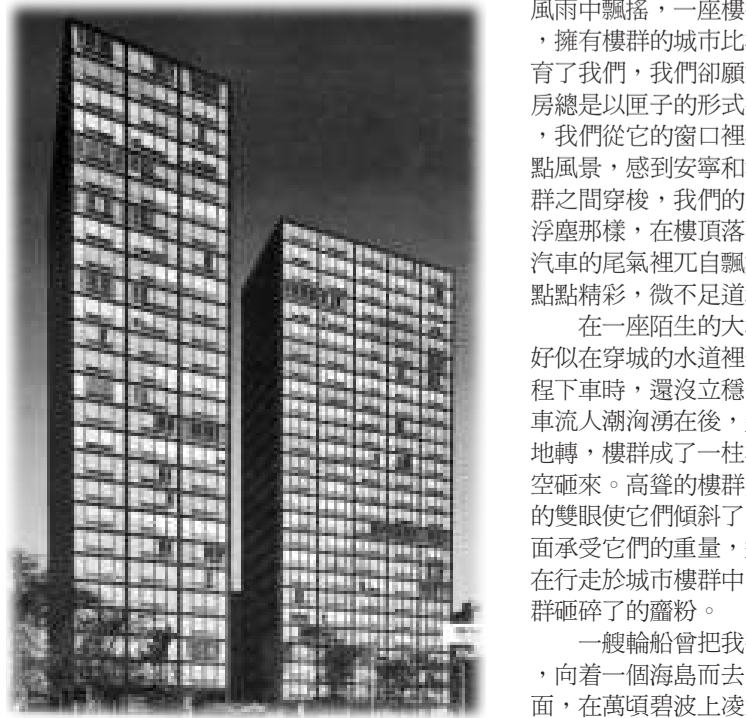 風雨中飄搖，一座樓
，擁有樓群的城市比
育了我們，我們卻願
房總是以匣子的形式
，我們從它的窗口裡
點風景，感到安寧和
群之間穿梭，我們的
浮塵那樣，在樓頂落
汽車的尾氣裡兀自飄
點點精彩，微不足道
在一座陌生的大
好似在穿城的水道裡
程下車時，還沒立穩
車流人潮洶湧在後，
地轉，樓群成了一柱
空砸來。高聳的樓群
的雙眼使它們傾斜了
面承受它們的重量，
在行走於城市樓群中
群砸碎了的齏粉。
一艘輪船曾把我
，向着一個海島而去
面，在萬頃碧波上凌